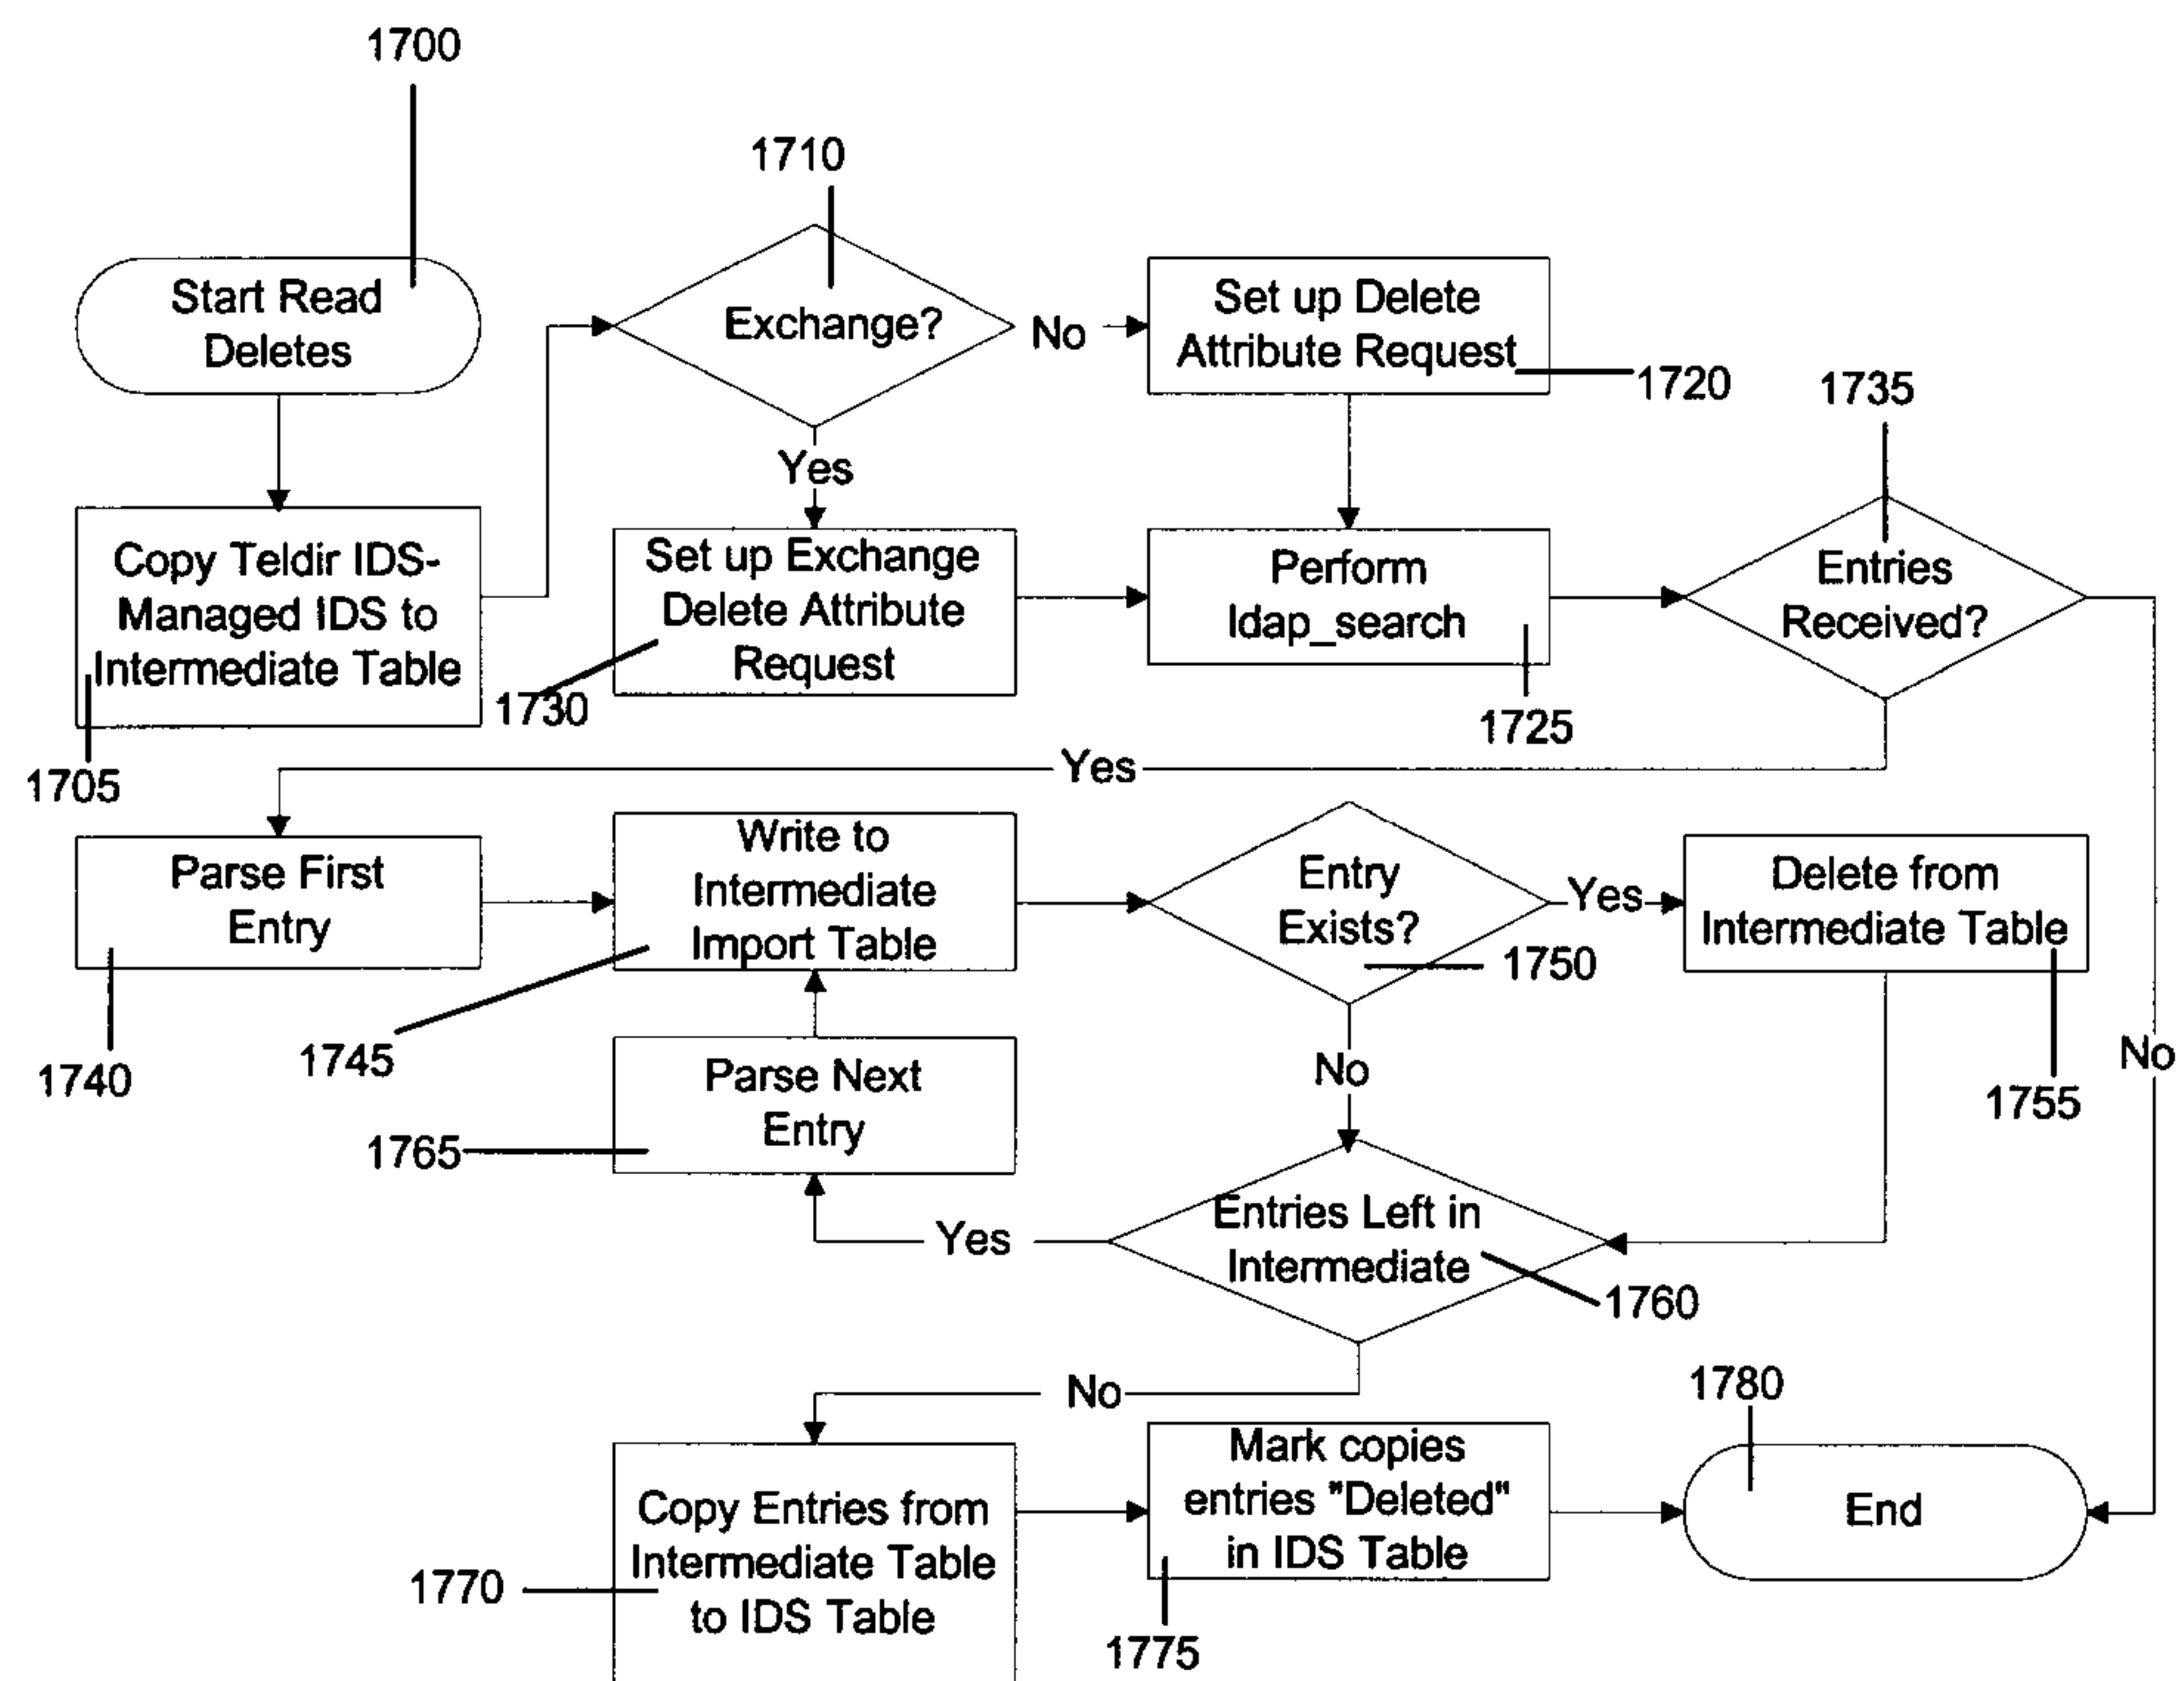 1700
1710
Start Read
Deletes
Exchange?
No
Set up Delete
Attribute Request
1720
1735
Yes
Copy Teldir IDS-
Managed IDS to
Intermediate Table
1705
Set up Exchange
Delete Attribute
Request
1730
Perform
ldap_search
1725
Entries
Received?
Yes
No
Parse First
Entry
1740
Write to
Intermediate
Import Table
1745
Entry
Exists?
1750
Yes
Delete from
Intermediate Table
1755
No
Parse Next
Entry
1765
Yes
Entries Left in
Intermediate
1760
No
Copy Entries from
Intermediate Table
to IDS Table
1770
Mark copies
entries "Deleted"
in IDS Table
1775
1780
End